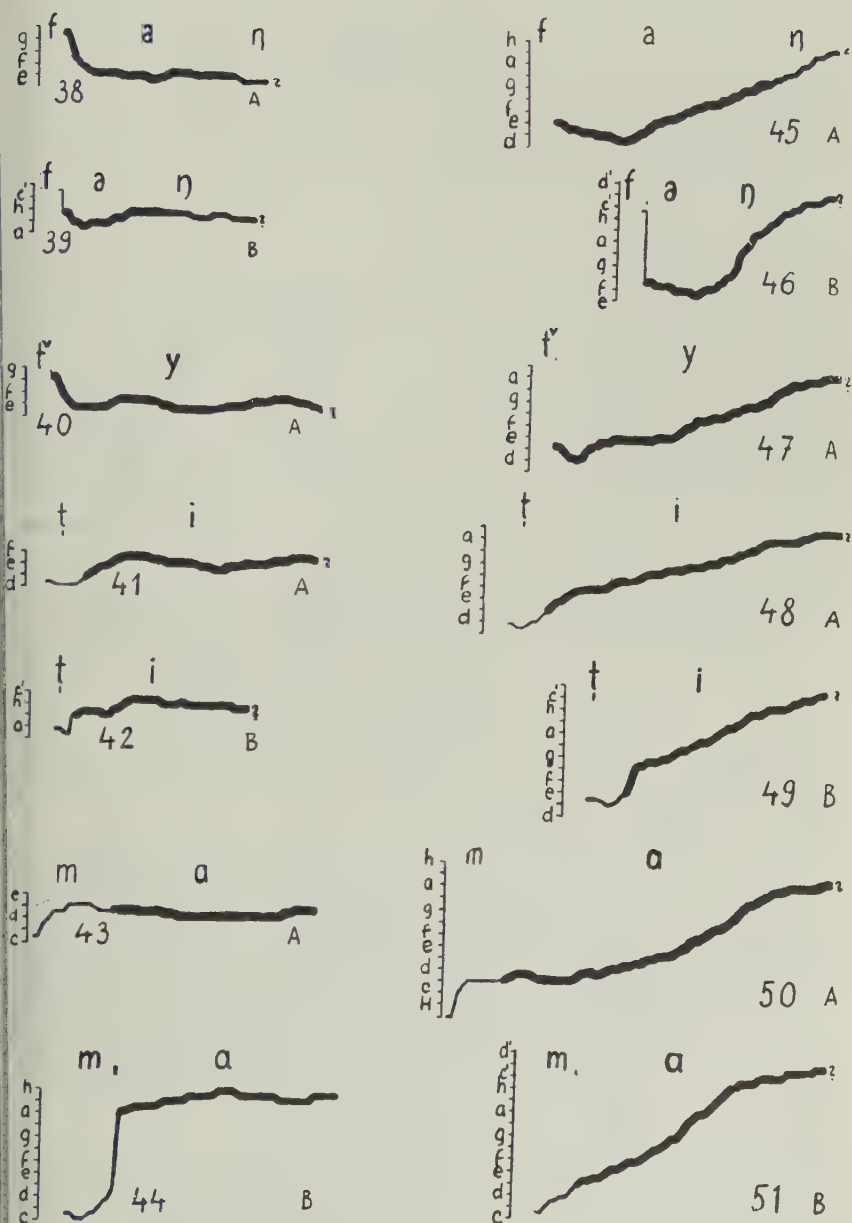 f a η
g
f
e
38 A
f a η
c'
h
a
39 B
ť y
g
f
e
40 A
ṭ i
f
e
d
41 A
ṭ i
c'
h
a
42 B
m a
e
d
c
43 A
m, a
h
a
g
f
e
d
c
44 B
f a η
h
a
g
f
e
d
45 A
f a η
d'
c'
h
a
g
f
e
46 B
y
a
g
f
e
d
47 A
ṭ i
a
g
f
e
d
48 A
ṭ i
c'
h
a
g
f
e
d
49 B
m a
h
a
g
f
e
d
c
H
50 A
m, a
d'
c'
h
a
g
f
e
d
c
51 B